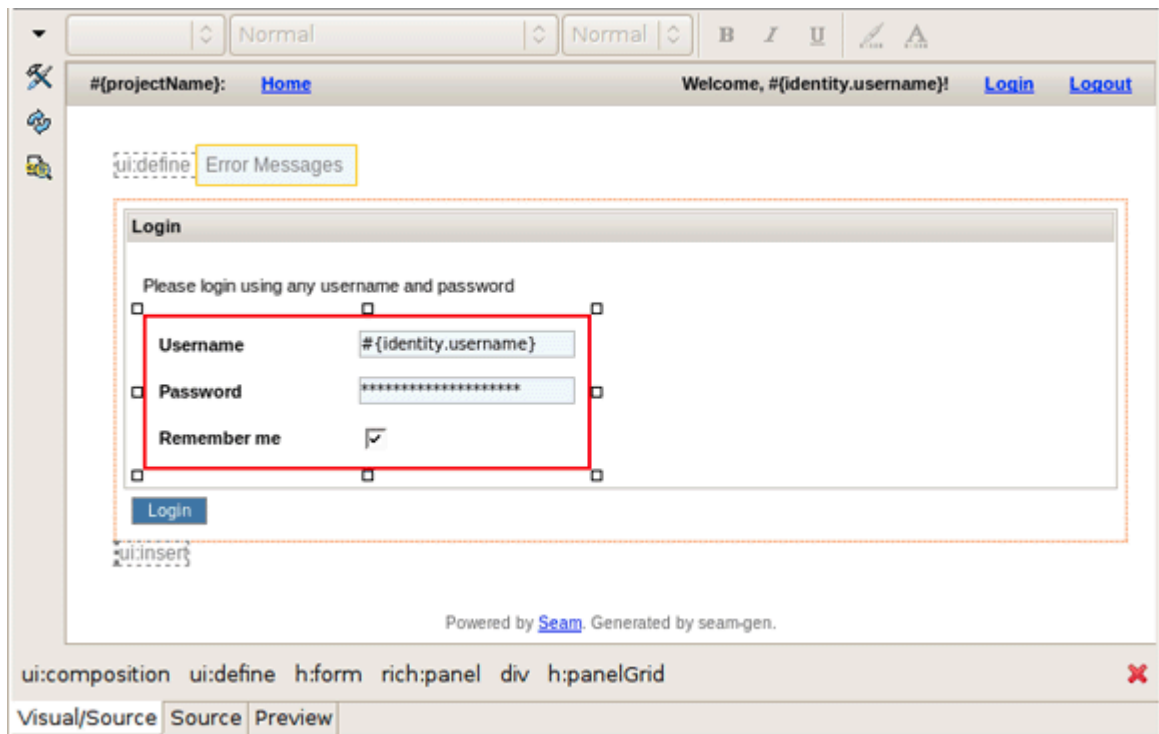 Normal Normal B I U A
#{projectName}: Home Welcome, #{identity.username}! Login Logout
ui:define Error Messages
Login
Please login using any username and password
Username #{identity.username}
Password ********************
Remember me
Login
ui:insert
Powered by Seam. Generated by seam-gen.
ui:composition ui:define h:form rich:panel div h:panelGrid
Visual/Source Source Preview